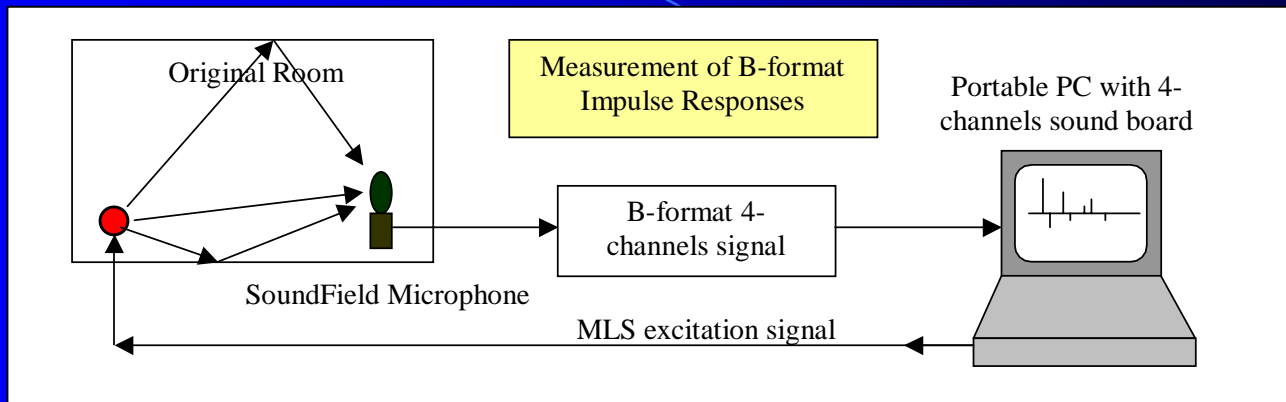 Original Room
Measurement of B-format
Impulse Responses
Portable PC with 4-
channels sound board
B-format 4-
channels signal
SoundField Microphone
MLS excitation signal